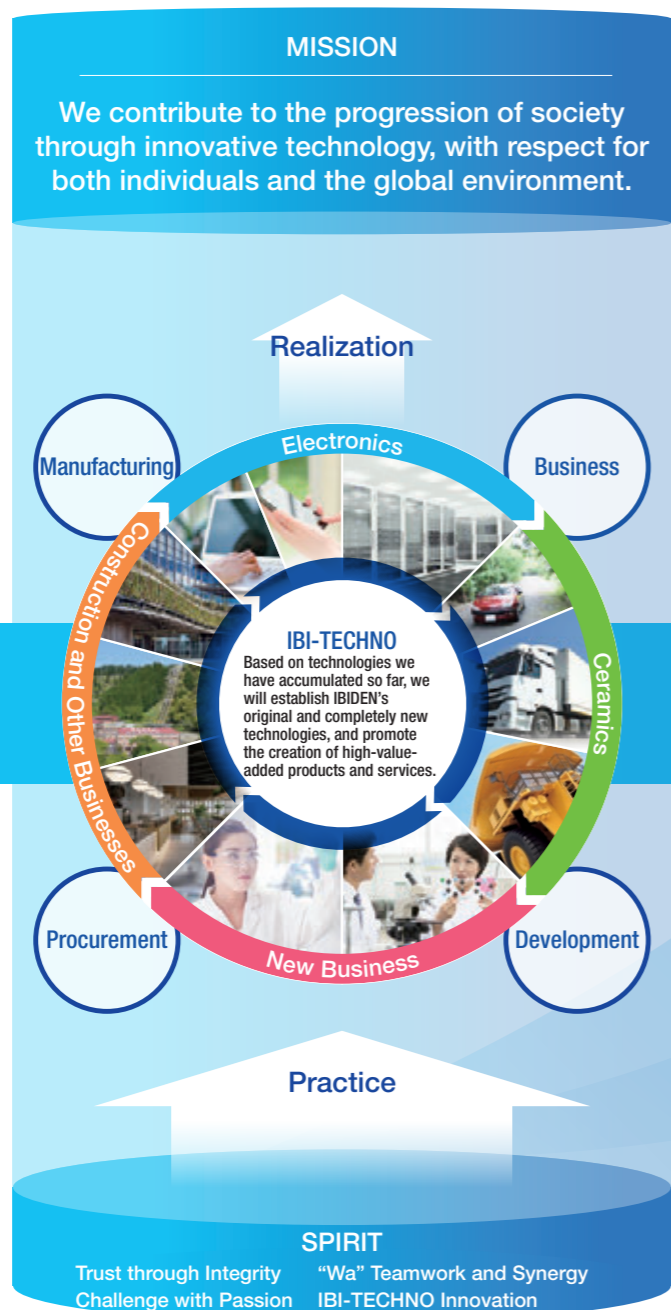 MISSION
We contribute to the progression of society
through innovative technology, with respect for
both individuals and the global environment.
Realization
Manufacturing
Electronics
Business
Construction and Other Businesses
IBI-TECHNO
Based on technologies we
have accumulated so far, we
will establish IBIDEN's
original and completely new
technologies, and promote
the creation of high-value-
added products and services.
Ceramics
Procurement
New Business
Development
Practice
SPIRIT
Trust through Integrity
“Wa” Teamwork and Synergy
Challenge with Passion
IBI-TECHNO Innovation